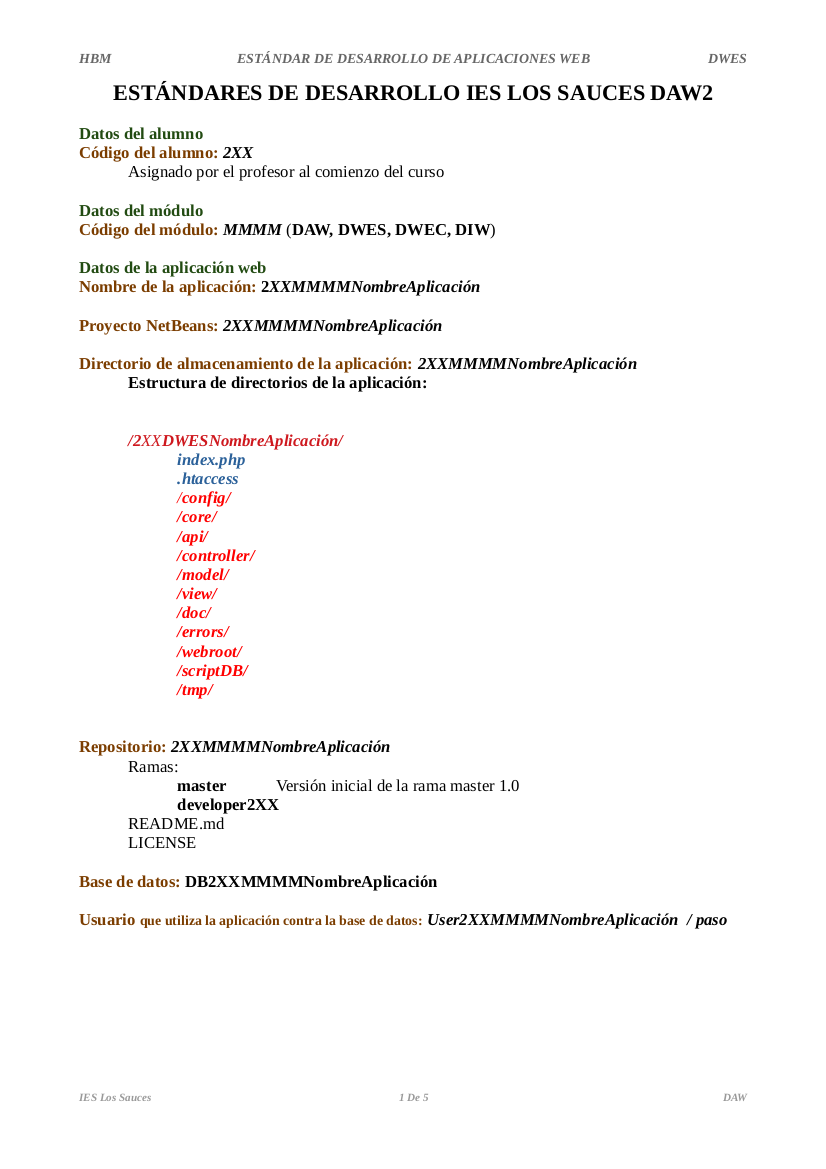 HBM ESTÁNDAR DE DESARROLLO DE APLICACIONES WEB DWES
ESTÁNDARES DE DESARROLLO IES LOS SAUCES DAW2
Datos del alumno
Código del alumno: 2XX
Asignado por el profesor al comienzo del curso
Datos del módulo
Código del módulo: MMMM (DAW, DWES, DWEC, DIW)
Datos de la aplicación web
Nombre de la aplicación: 2XXMMMMNombreAplicación
Proyecto NetBeans: 2XXMMMMNombreAplicación
Directorio de almacenamiento de la aplicación: 2XXMMMMNombreAplicación
Estructura de directorios de la aplicación:
/2XXDWESNombreAplicación/
index.php
.htaccess
/config/
/core/
/api/
/controller/
/model/
/view/
/doc/
/errors/
/webroot/
/scriptDB/
/tmp/
Repositorio: 2XXMMMMNombreAplicación
Ramas:
master Versión inicial de la rama master 1.0
developer2XX
README.md
LICENSE
Base de datos: DB2XXMMMMNombreAplicación
Usuario que utiliza la aplicación contra la base de datos: User2XXMMMMNombreAplicación / paso
IES Los Sauces 1 De 5 DAW